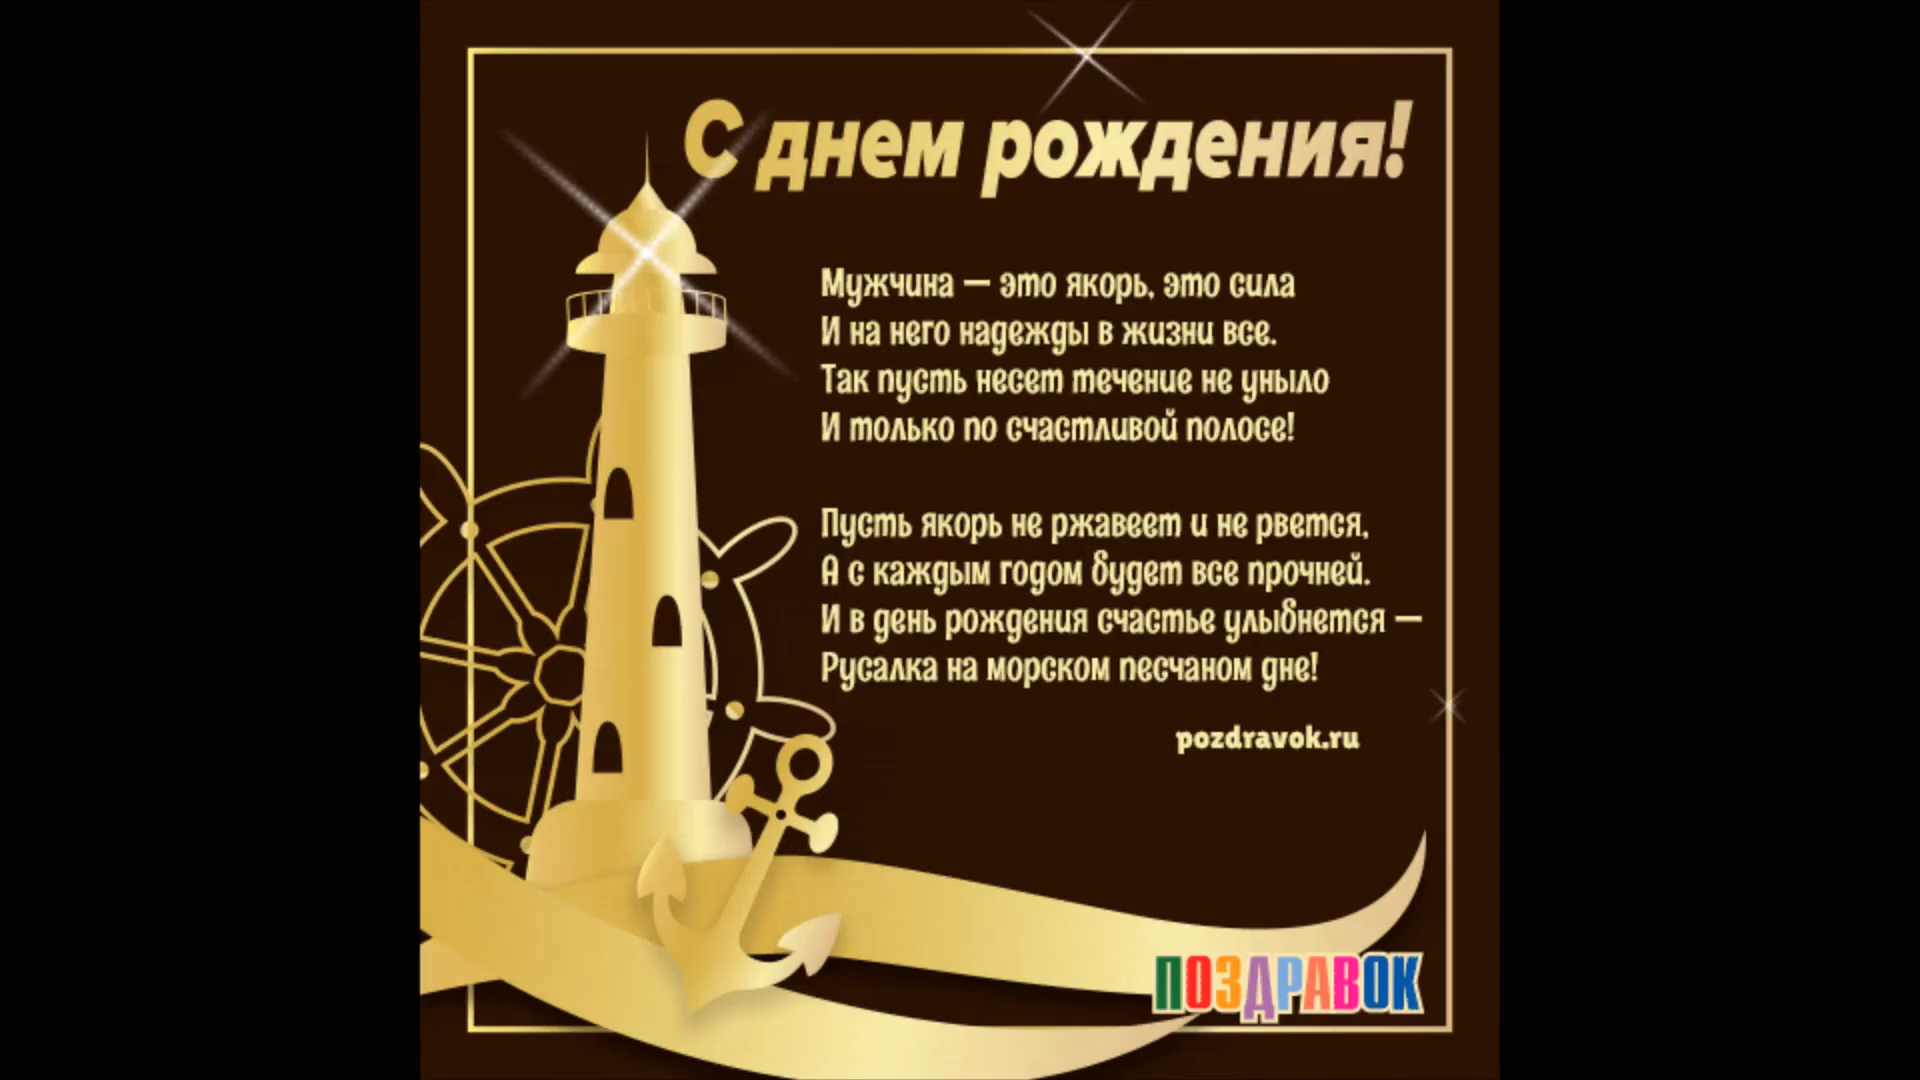 С днем рождения!
Мужчина — это якорь, это сила
И на него надежды в жизни все.
Так пусть несет течение не уныло
И только по счастливой полосе!
Пусть якорь не ржавеет и не рвется,
А с каждым годом будет все прочней.
И в день рождения счастье улыбнется —
Русалка на морском песчаном дне!
pozdravok.ru
ПОЗДРАВОК